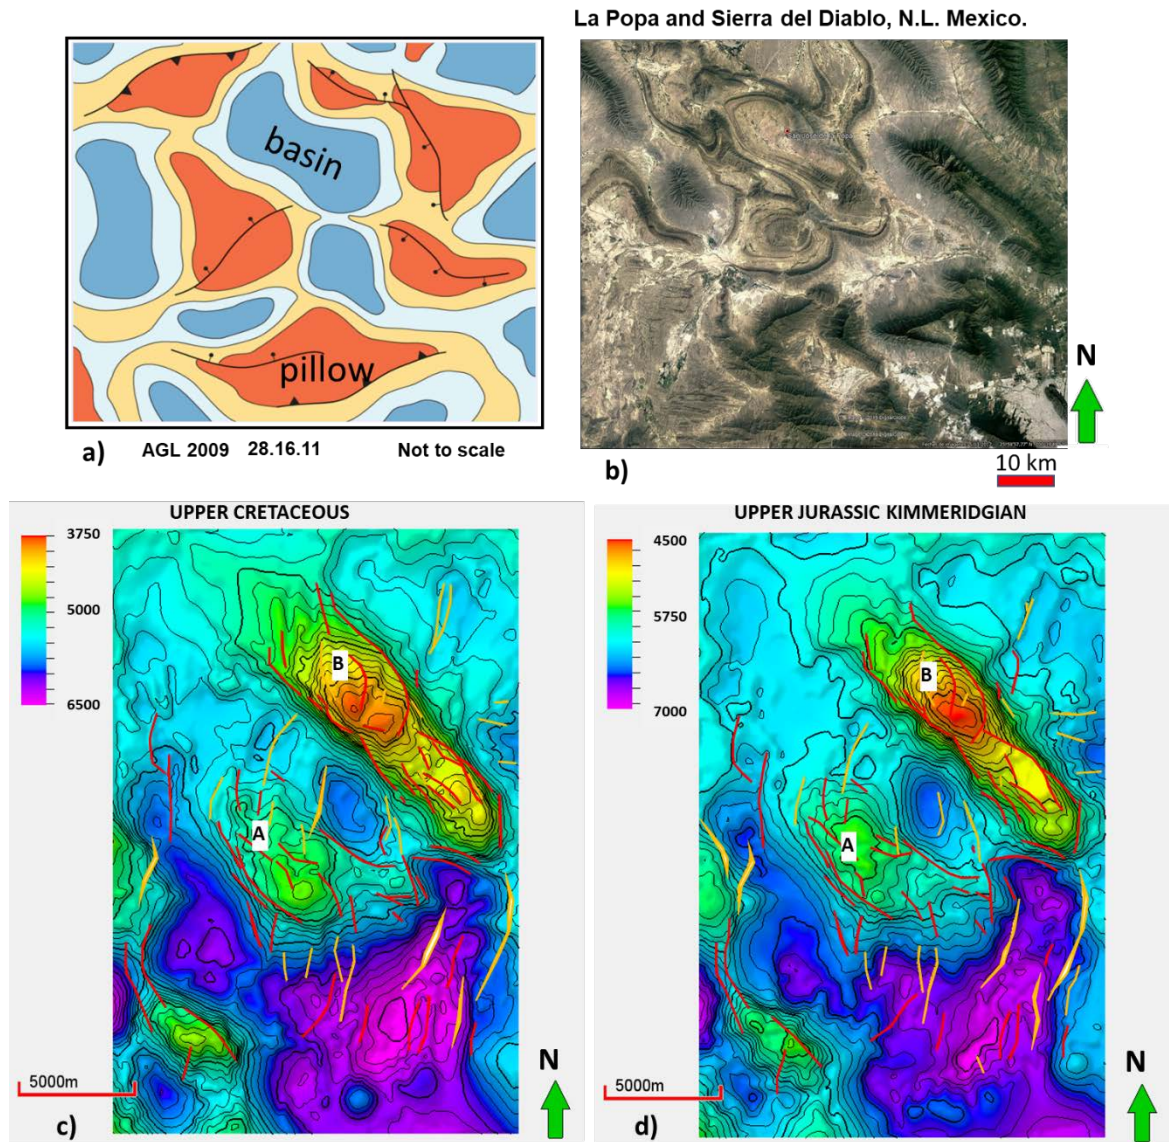 La Popa and Sierra del Diablo, N.L. Mexico.
basin
pillow
a)
AGL 2009 28.16.11 Not to scale
N
b)
10 km
UPPER CRETACEOUS
3750
5000
6500
B
A
5000m
N
c)
UPPER JURASSIC KIMMERIDGIAN
4500
5750
7000
B
A
5000m
N
d)